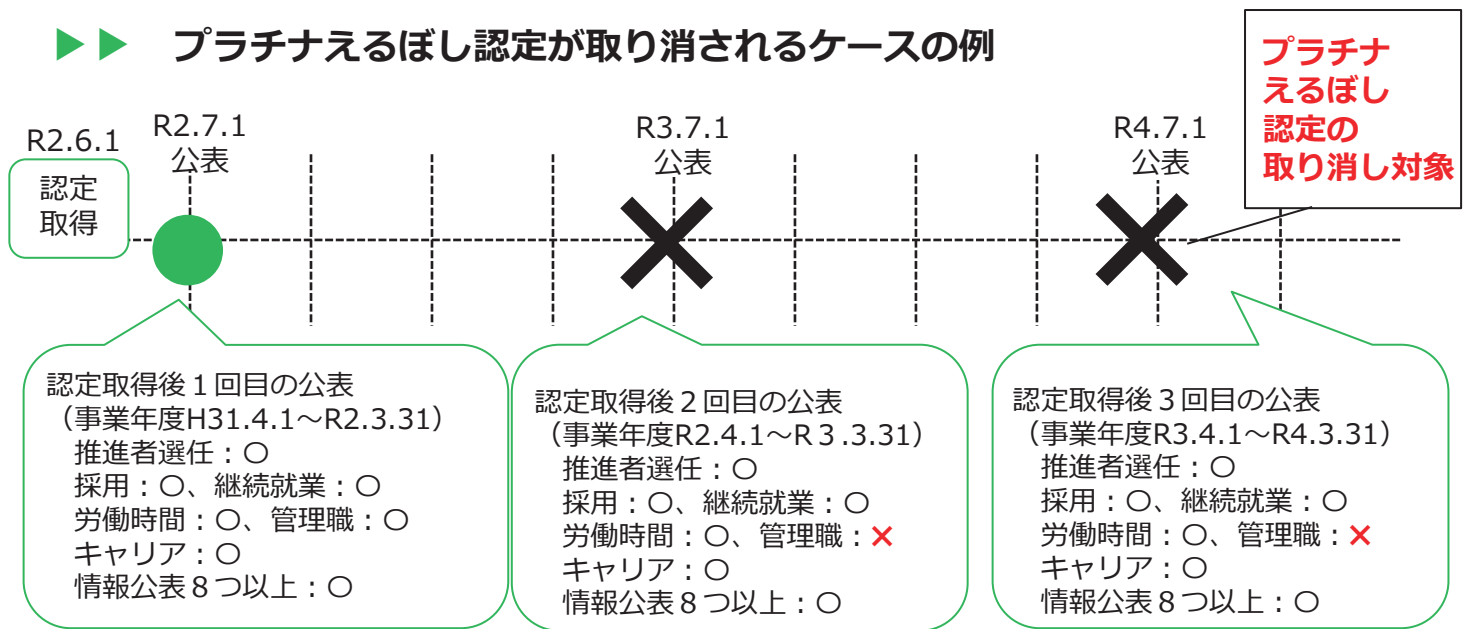 ▶▶ プラチナえるぼし認定が取り消されるケースの例
プラチナ
えるぼし
認定の
取り消し対象
R2.6.1
認定
取得
R2.7.1
公表
R3.7.1
公表
R4.7.1
公表
認定取得後１回目の公表
（事業年度H31.4.1～R2.3.31）
推進者選任：〇
採用：〇、継続就業：〇
労働時間：〇、管理職：〇
キャリア：〇
情報公表８つ以上：〇
認定取得後２回目の公表
（事業年度R2.4.1～R３.3.31）
推進者選任：〇
採用：〇、継続就業：〇
労働時間：〇、管理職：×
キャリア：〇
情報公表８つ以上：〇
認定取得後３回目の公表
（事業年度R3.4.1～R4.3.31）
推進者選任：〇
採用：〇、継続就業：〇
労働時間：〇、管理職：×
キャリア：〇
情報公表８つ以上：〇